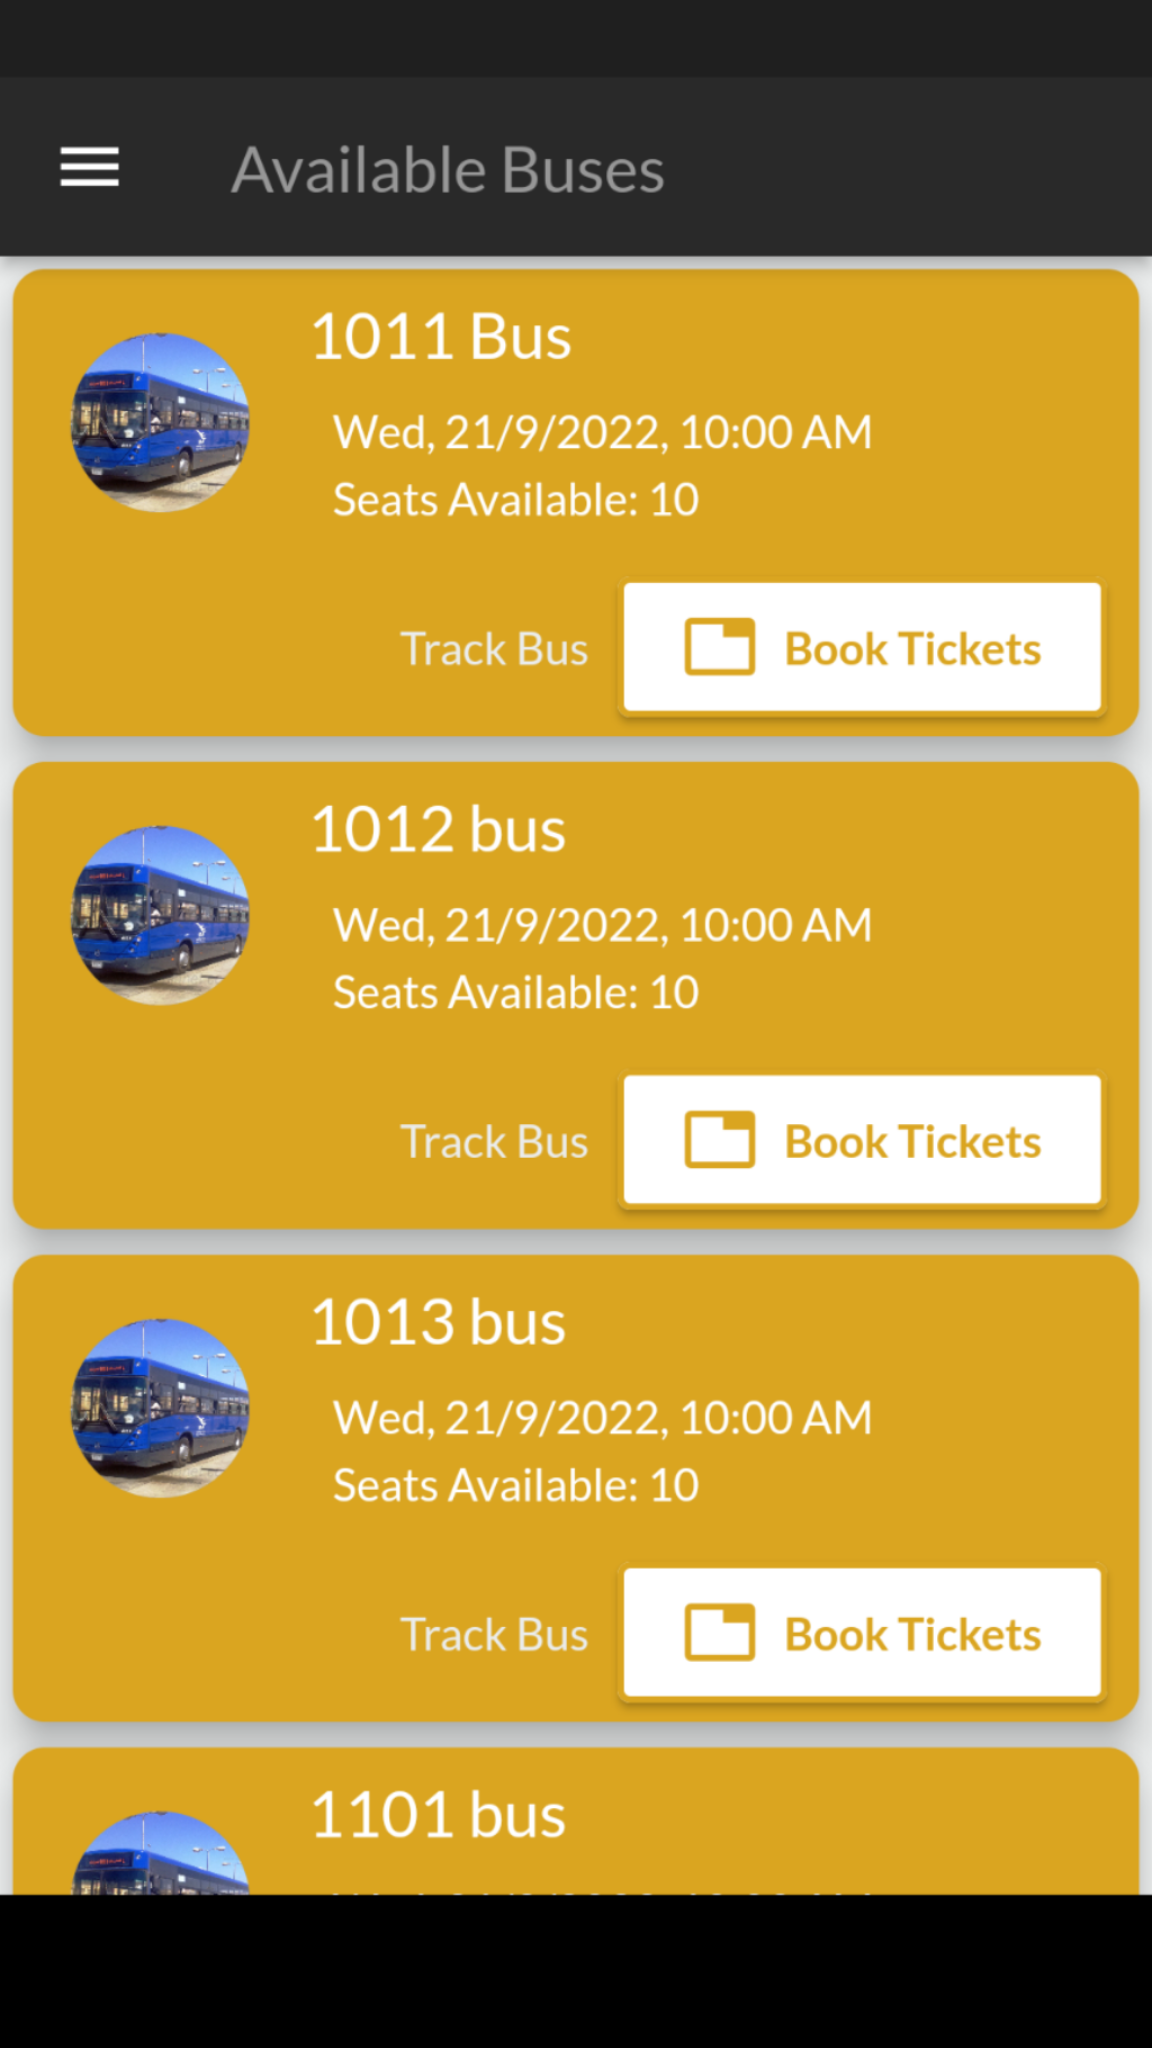 Available Buses
1011 Bus
Wed, 21/9/2022, 10:00 AM
Seats Available: 10
Track Bus
Book Tickets
1012 bus
Wed, 21/9/2022, 10:00 AM
Seats Available: 10
Track Bus
Book Tickets
1013 bus
Wed, 21/9/2022, 10:00 AM
Seats Available: 10
Track Bus
Book Tickets
1101 bus